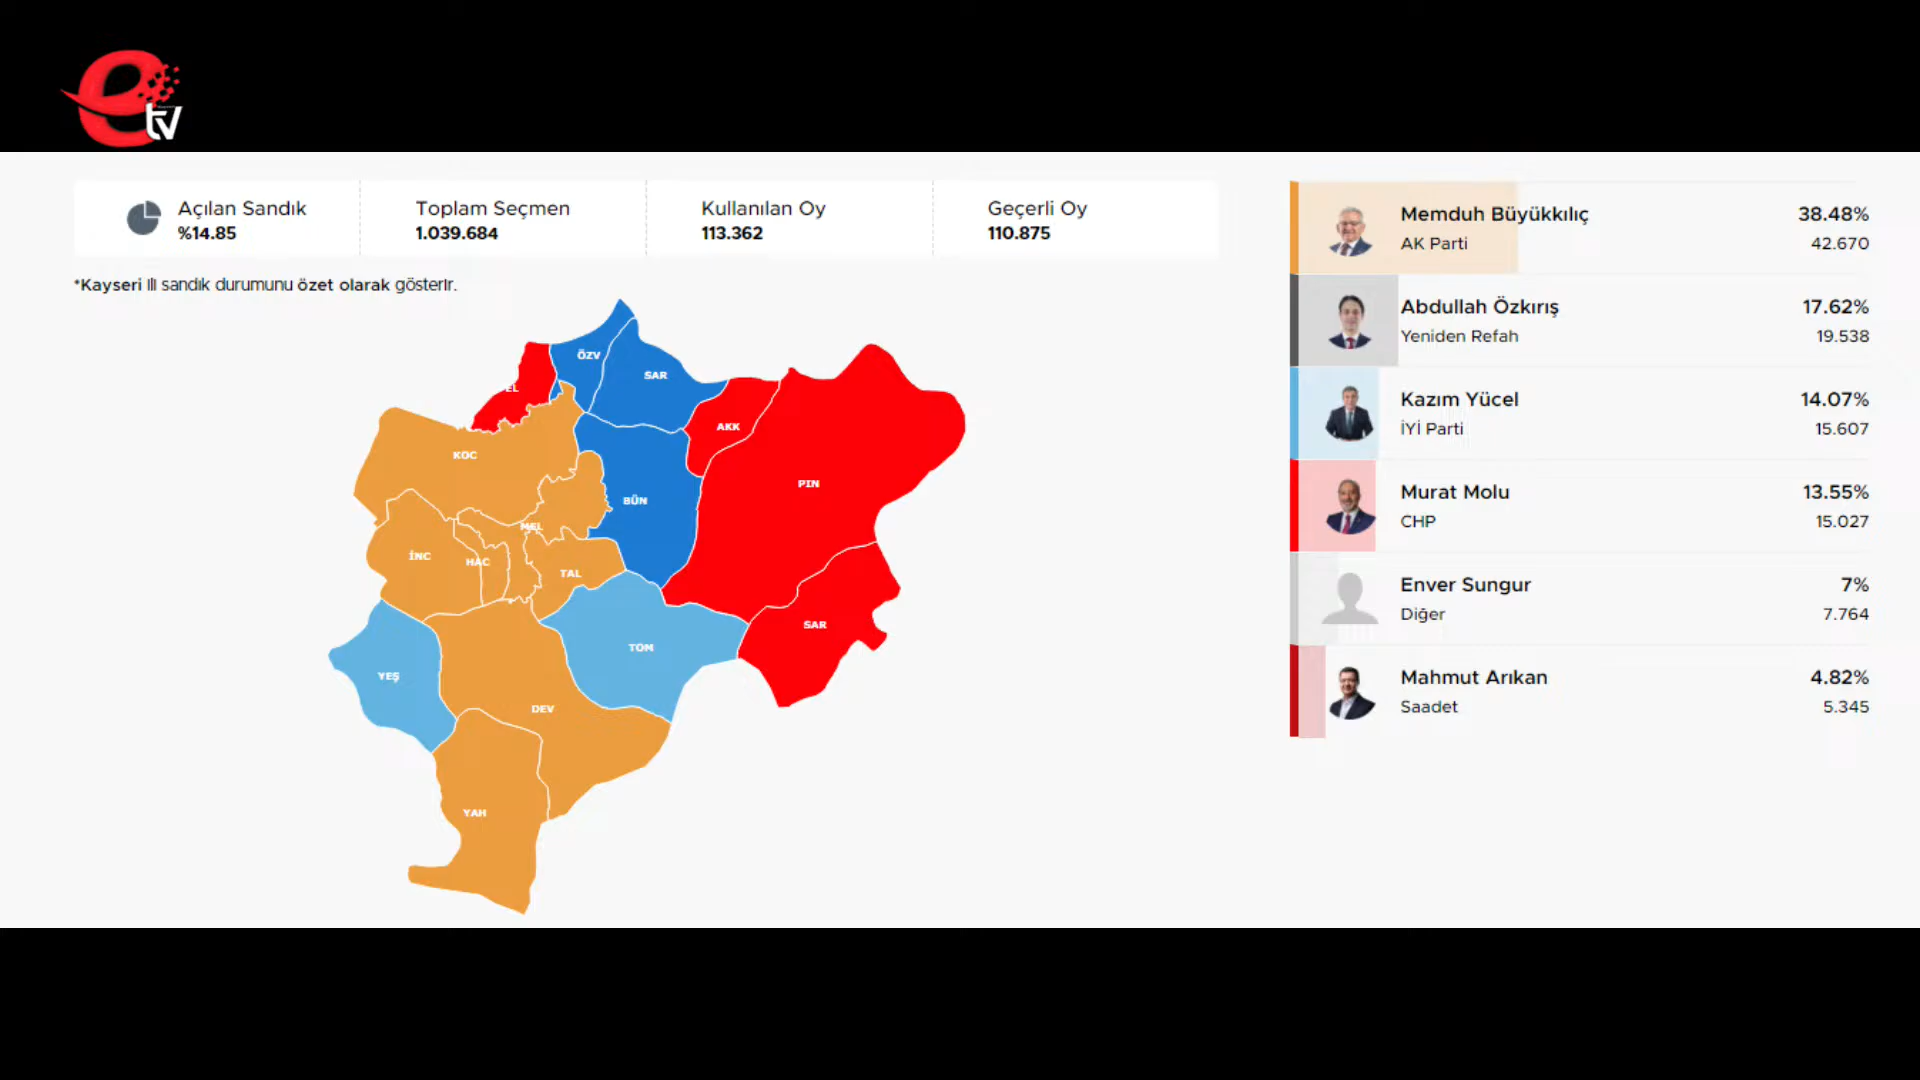 e tv
Açılan Sandık
%14.85
Toplam Seçmen
1.039.684
Kullanılan Oy
113.362
Geçerli Oy
110.875
*Kayseri ili sandık durumunu özet olarak gösterir.
ÖZV
SAR
EL
AKK
KOC
PIN
BÜN
MEL
İNC
HAC
TAL
SAR
TOM
YEŞ
DEV
YAH
Memduh Büyükkılıç
38.48%
AK Parti
42.670
Abdullah Özkırış
17.62%
Yeniden Refah
19.538
Kazım Yücel
14.07%
İYİ Parti
15.607
Murat Molu
13.55%
CHP
15.027
Enver Sungur
7%
Diğer
7.764
Mahmut Arıkan
4.82%
Saadet
5.345